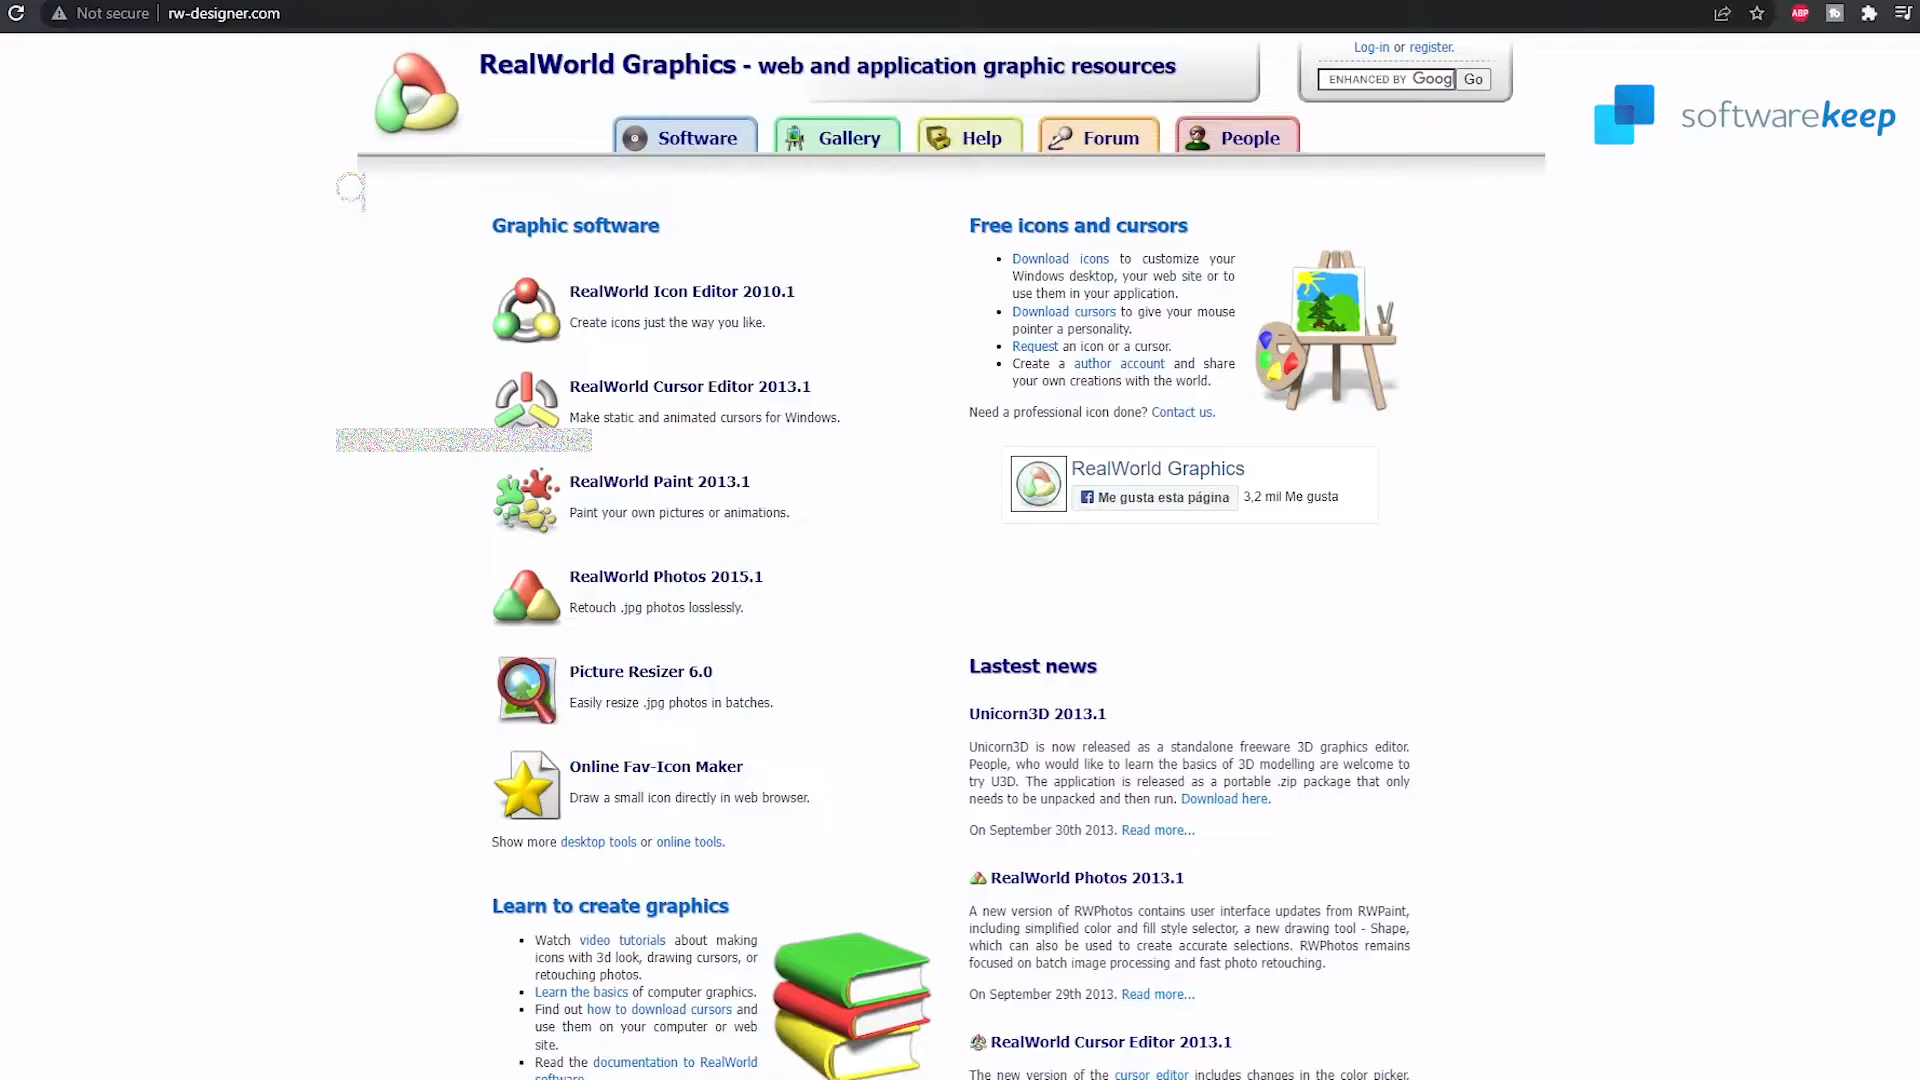 Not secure
rw-designer.com
ABP
RealWorld Graphics - web and application graphic resources
Log-in or register.
ENHANCED BY Goog
Go
Software
Gallery
Help
Forum
People
softwarekeep
Graphic software
RealWorld Icon Editor 2010.1
Create icons just the way you like.
RealWorld Cursor Editor 2013.1
Make static and animated cursors for Windows.
RealWorld Paint 2013.1
Paint your own pictures or animations.
RealWorld Photos 2015.1
Retouch .jpg photos losslessly.
Picture Resizer 6.0
Easily resize .jpg photos in batches.
Online Fav-Icon Maker
Draw a small icon directly in web browser.
Show more desktop tools or online tools.
Learn to create graphics
Watch video tutorials about making
icons with 3d look, drawing cursors, or
retouching photos.
Learn the basics of computer graphics.
Find out how to download cursors and
use them on your computer or web
site.
Read the documentation to RealWorld
software.
Free icons and cursors
Download icons to customize your
Windows desktop, your web site or to
use them in your application.
Download cursors to give your mouse
pointer a personality.
Request an icon or a cursor.
Create a author account and share
your own creations with the world.
Need a professional icon done? Contact us.
RealWorld Graphics
Me gusta esta página
3,2 mil Me gusta
Lastest news
Unicorn3D 2013.1
Unicorn3D is now released as a standalone freeware 3D graphics editor.
People, who would like to learn the basics of 3D modelling are welcome to
try U3D. The application is released as a portable .zip package that only
needs to be unpacked and then run. Download here.
On September 30th 2013. Read more...
RealWorld Photos 2013.1
A new version of RWPhotos contains user interface updates from RWPaint,
including simplified color and fill style selector, a new drawing tool - Shape,
which can also be used to create accurate selections. RWPhotos remains
focused on batch image processing and fast photo retouching.
On September 29th 2013. Read more...
RealWorld Cursor Editor 2013.1
The new version of the cursor editor includes changes in the color picker,